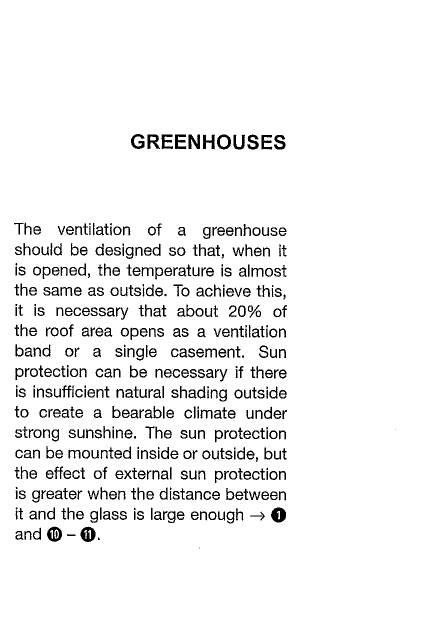 GREENHOUSES
The ventilation of a greenhouse
should be designed so that, when it
is opened, the temperature is almost
the same as outside. To achieve this,
it is necessary that about 20% of
the roof area opens as a ventilation
band or a single casement. Sun
protection can be necessary if there
is insufficient natural shading outside
to create a bearable climate under
strong sunshine. The sun protection
can be mounted inside or outside, but
the effect of external sun protection
is greater when the distance between
it and the glass is large enough → ❶
and ❿ – ⓫.